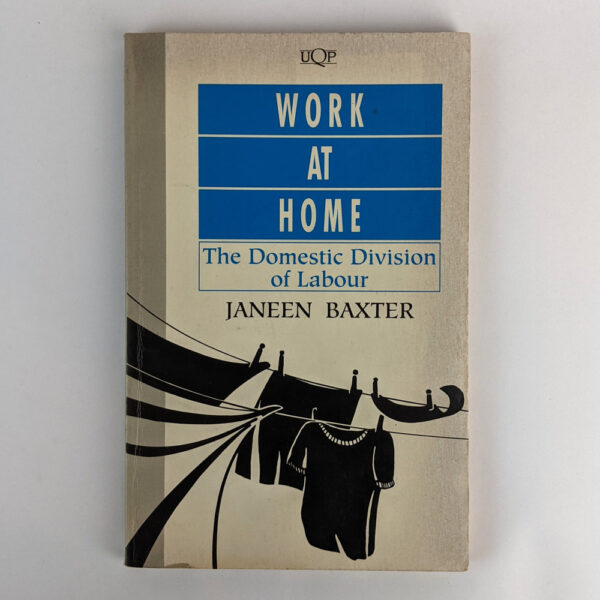 UQP
WORK
AT
HOME
The Domestic Division
of Labour
JANEEN BAXTER